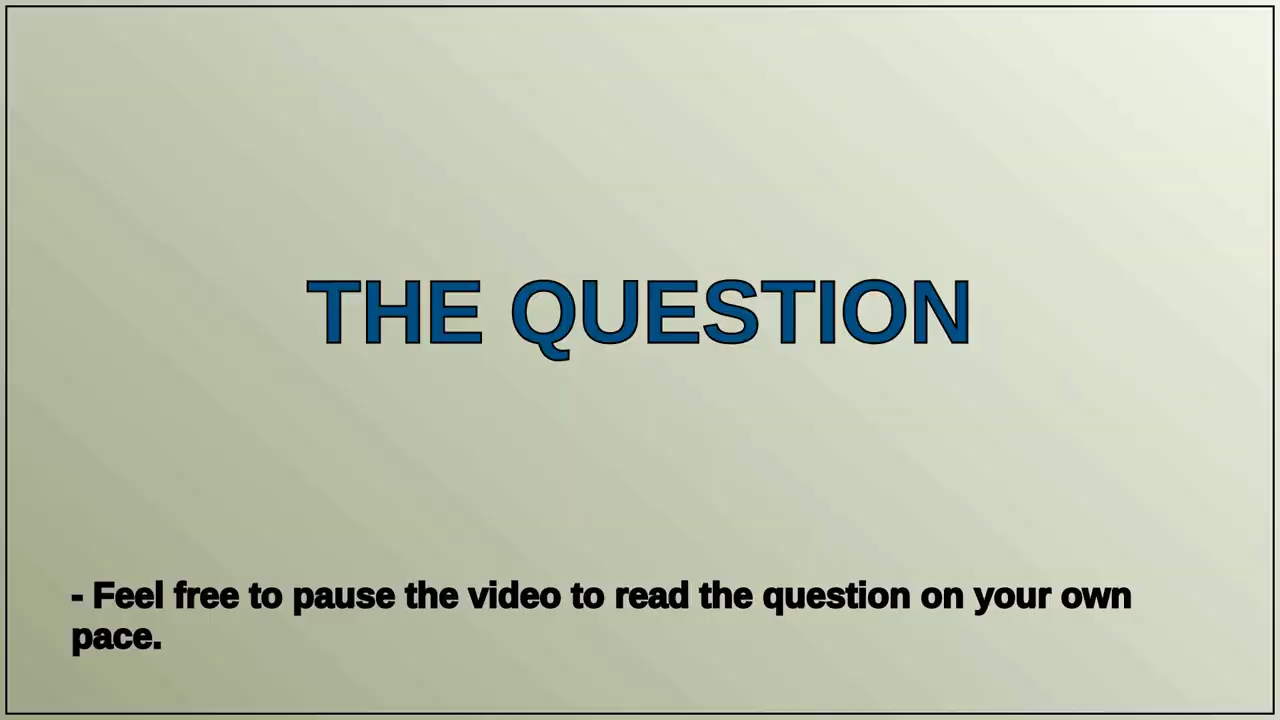 THE QUESTION
- Feel free to pause the video to read the question on your own
pace.